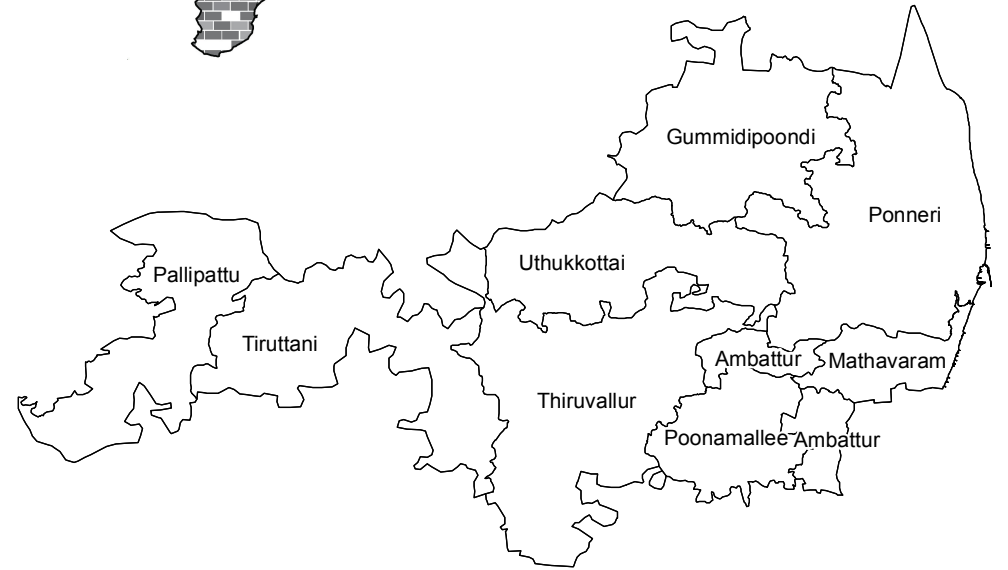 Gummidipoondi
Ponneri
Uthukkottai
Pallipattu
Tiruttani
Ambattur
Mathavaram
Thiruvallur
Poonamallee
Ambattur